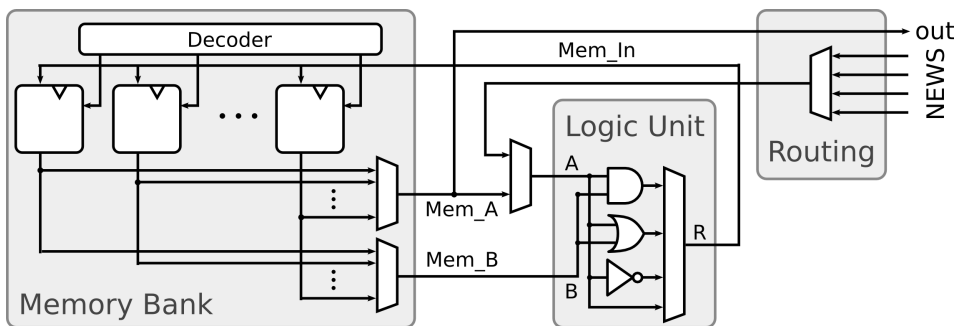 Decoder
Mem_In
out
NEWS
Logic Unit
Routing
A
Mem_A
R
Mem_B
B
Memory Bank